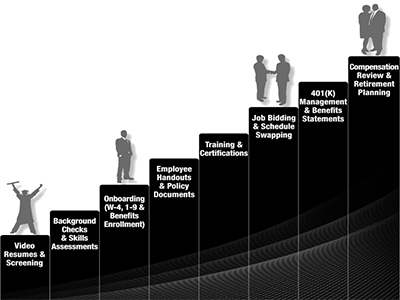 Video
Resumes &
Screening
Background
Checks
& Skills
Assessments
Onboarding
(W-4, 1-9 &
Benefits
Enrollment)
Employee
Handouts
& Policy
Documents
Training &
Certifications
Job Bidding
& Schedule
Swapping
401(K)
Management
& Benefits
Statements
Compensation
Review &
Retirement
Planning